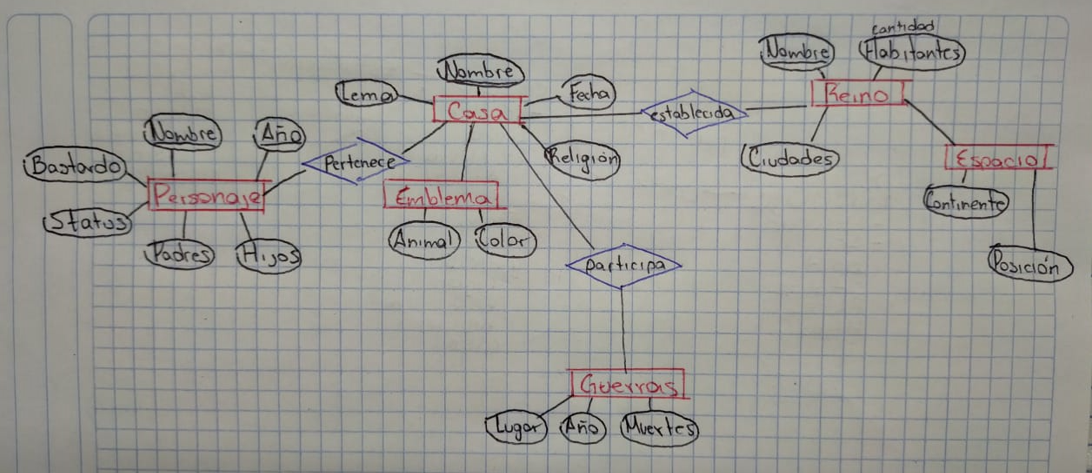 cantidad
Nombre
Habitantes
Nombre
Lema
Fecha
Reino
Casa
establecida
Nombre
Año
Pertenece
Religión
Ciudades
Espacio
Bastardo
Personaje
Emblema
Continente
Status
Padres
Hijos
Animal
Color
participa
Posición
Guerras
Lugar
Año
Muertes